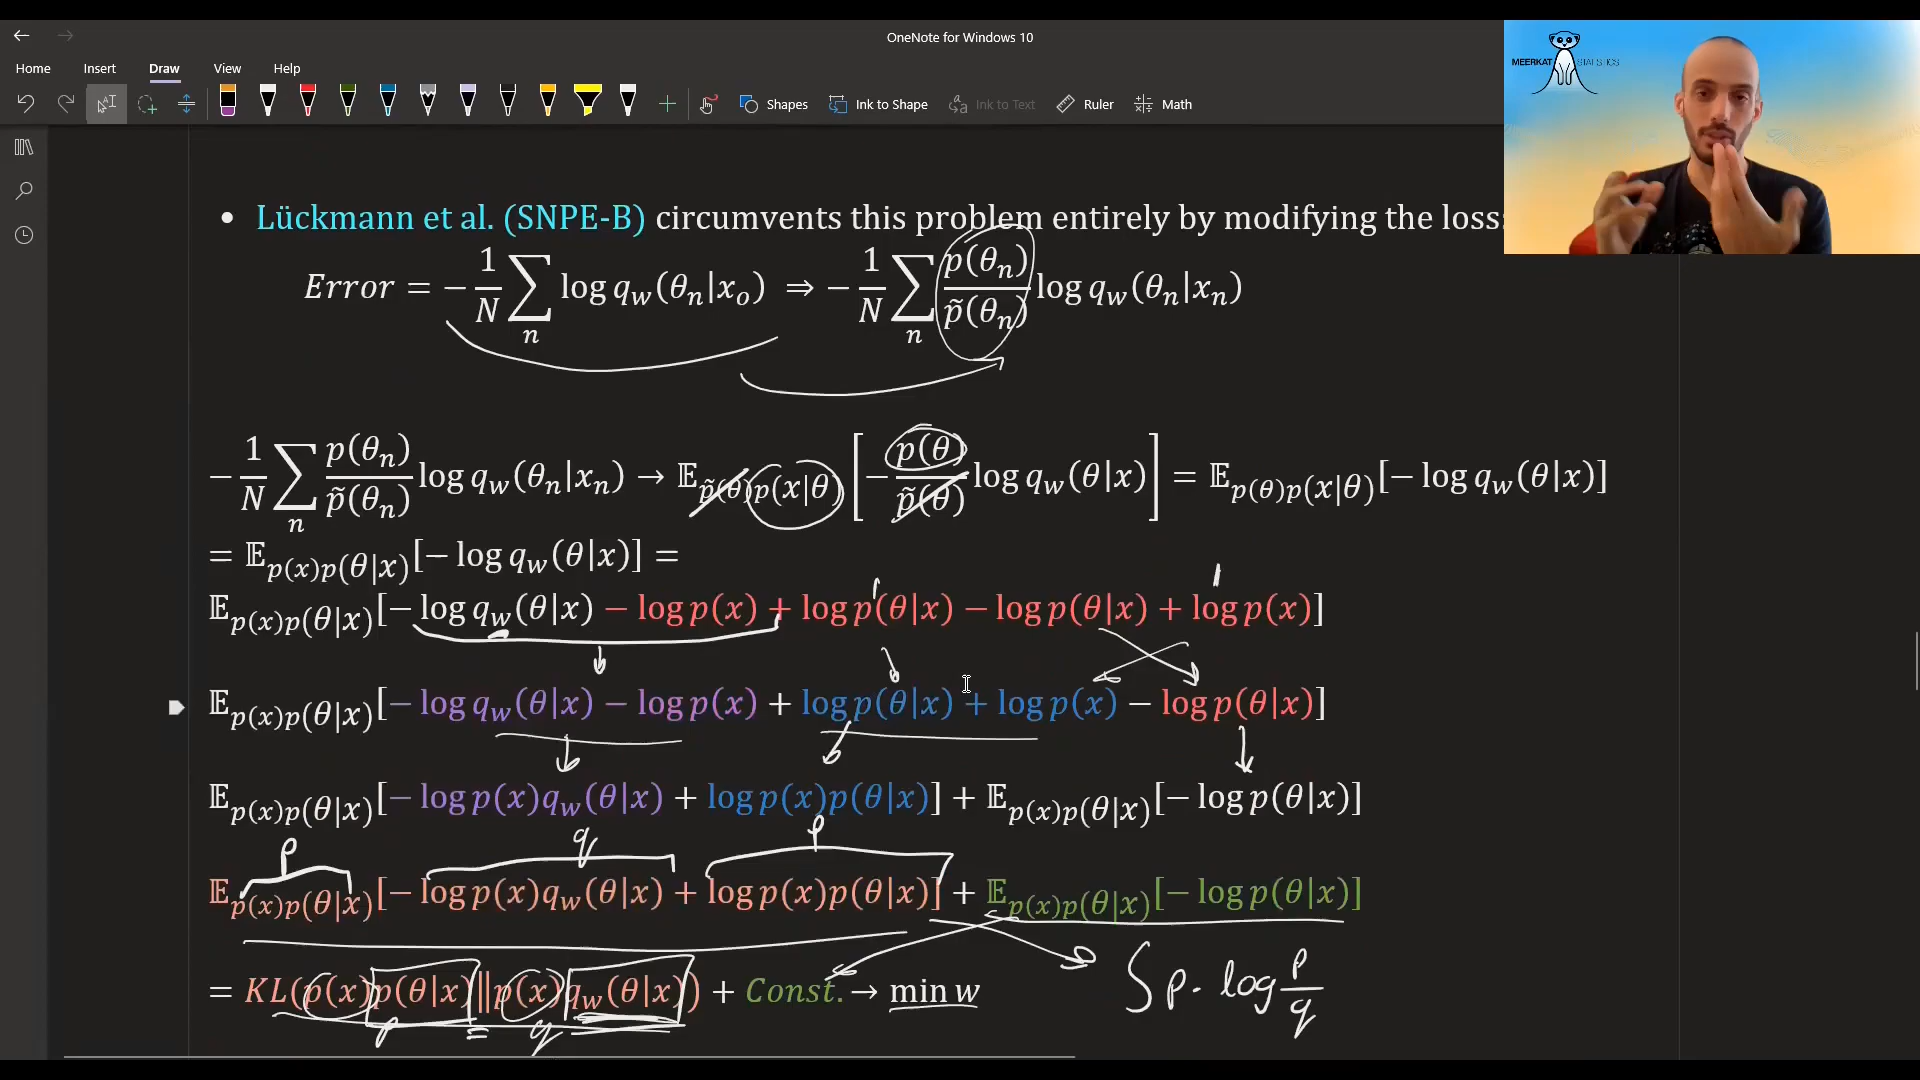 OneNote for Windows 10
Home Insert Draw View Help
Shapes Ink to Shape Ink to Text Ruler Math
MEERKAT STATISTICS
• Lückmann et al. (SNPE-B) circumvents this problem entirely by modifying the loss:
Error = −1/N ∑_n log q_w(θ_n|x_o) ⇒ −1/N ∑_n p(θ_n)/p̃(θ_n) log q_w(θ_n|x_n)
−1/N ∑_n p(θ_n)/p̃(θ_n) log q_w(θ_n|x_n) → 𝔼_{p̃(θ)p(x|θ)} [−p(θ)/p̃(θ) log q_w(θ|x)] = 𝔼_{p(θ)p(x|θ)}[−log q_w(θ|x)]
= 𝔼_{p(x)p(θ|x)}[−log q_w(θ|x)] =
𝔼_{p(x)p(θ|x)}[−log q_w(θ|x) − log p(x) + log p(θ|x) − log p(θ|x) + log p(x)]
𝔼_{p(x)p(θ|x)}[−log q_w(θ|x) − log p(x) + log p(θ|x) + log p(x) − log p(θ|x)]
𝔼_{p(x)p(θ|x)}[−log p(x)q_w(θ|x) + log p(x)p(θ|x)] + 𝔼_{p(x)p(θ|x)}[−log p(θ|x)]
p q p
𝔼_{p(x)p(θ|x)}[−log p(x)q_w(θ|x) + log p(x)p(θ|x)] + 𝔼_{p(x)p(θ|x)}[−log p(θ|x)]
= KL(p(x)p(θ|x)||p(x)q_w(θ|x)) + Const. → min w
∫ p · log p/q
p = q